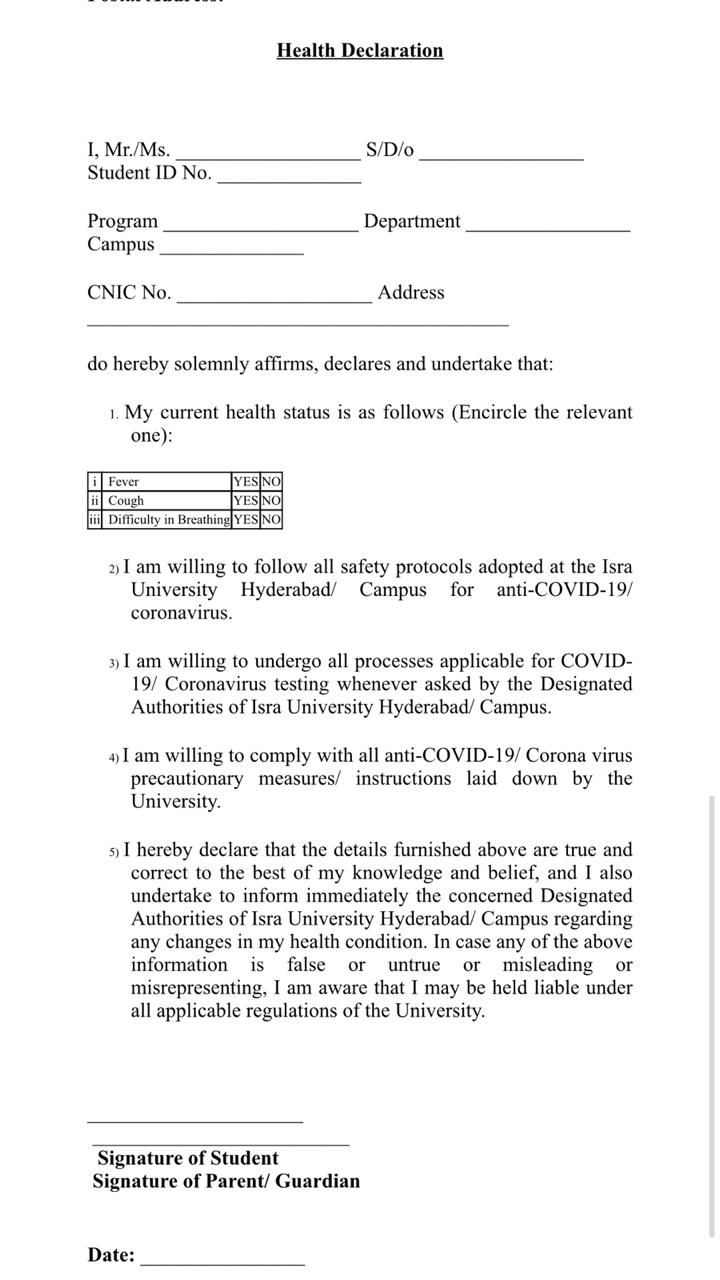 Postal Address:
Health Declaration
I, Mr./Ms. __________________ S/D/o ________________
Student ID No. ______________
Program ___________________ Department ________________
Campus ______________
CNIC No. ___________________ Address
_________________________________________
do hereby solemnly affirms, declares and undertake that:
1. My current health status is as follows (Encircle the relevant
one):
i Fever YES NO
ii Cough YES NO
iii Difficulty in Breathing YES NO
2) I am willing to follow all safety protocols adopted at the Isra
University Hyderabad/ Campus for anti-COVID-19/
coronavirus.
3) I am willing to undergo all processes applicable for COVID-
19/ Coronavirus testing whenever asked by the Designated
Authorities of Isra University Hyderabad/ Campus.
4) I am willing to comply with all anti-COVID-19/ Corona virus
precautionary measures/ instructions laid down by the
University.
5) I hereby declare that the details furnished above are true and
correct to the best of my knowledge and belief, and I also
undertake to inform immediately the concerned Designated
Authorities of Isra University Hyderabad/ Campus regarding
any changes in my health condition. In case any of the above
information is false or untrue or misleading or
misrepresenting, I am aware that I may be held liable under
all applicable regulations of the University.
_____________________
_________________________
Signature of Student
Signature of Parent/ Guardian
Date: ________________